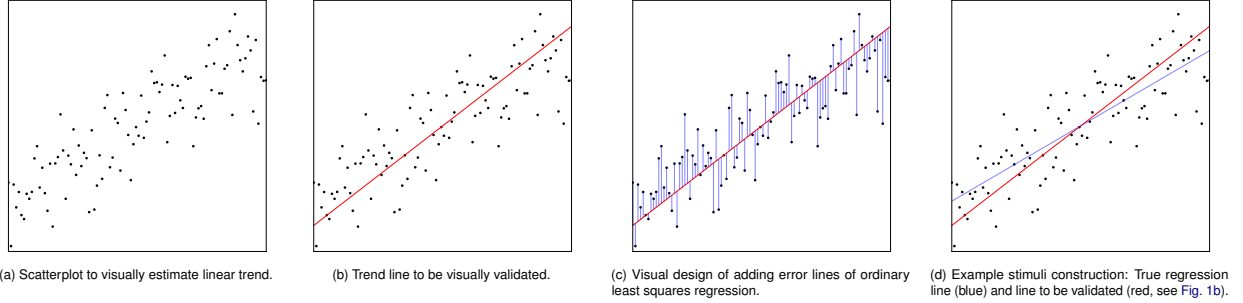 (a) Scatterplot to visually estimate linear trend.
(b) Trend line to be visually validated.
(c) Visual design of adding error lines of ordinary
least squares regression.
(d) Example stimuli construction: True regression
line (blue) and line to be validated (red, see Fig. 1b).